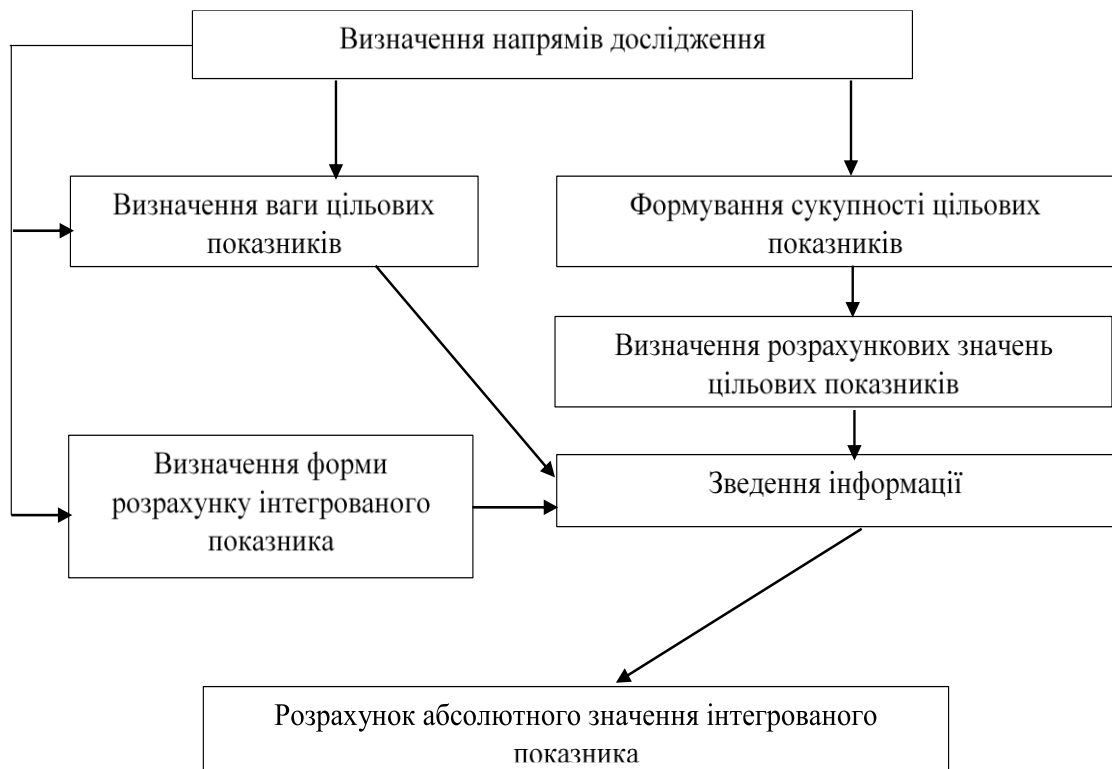 Визначення напрямів дослідження
Визначення ваги цільових
показників
Формування сукупності цільових
показників
Визначення розрахункових значень
цільових показників
Визначення форми
розрахунку інтегрованого
показника
Зведення інформації
Розрахунок абсолютного значення інтегрованого
показника